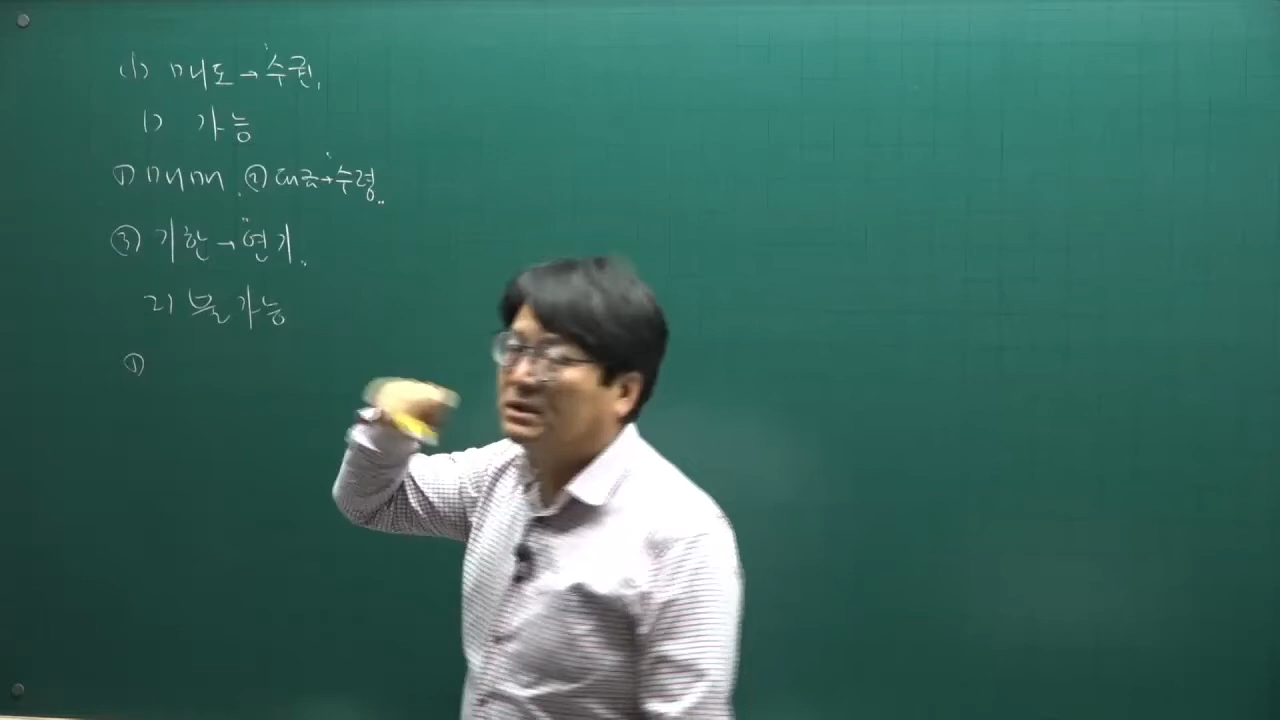 (1) 매도→수권.
1) 가능
① 매매. ② 대금→수령..
③ 기한→연기..
2) 불가능
①